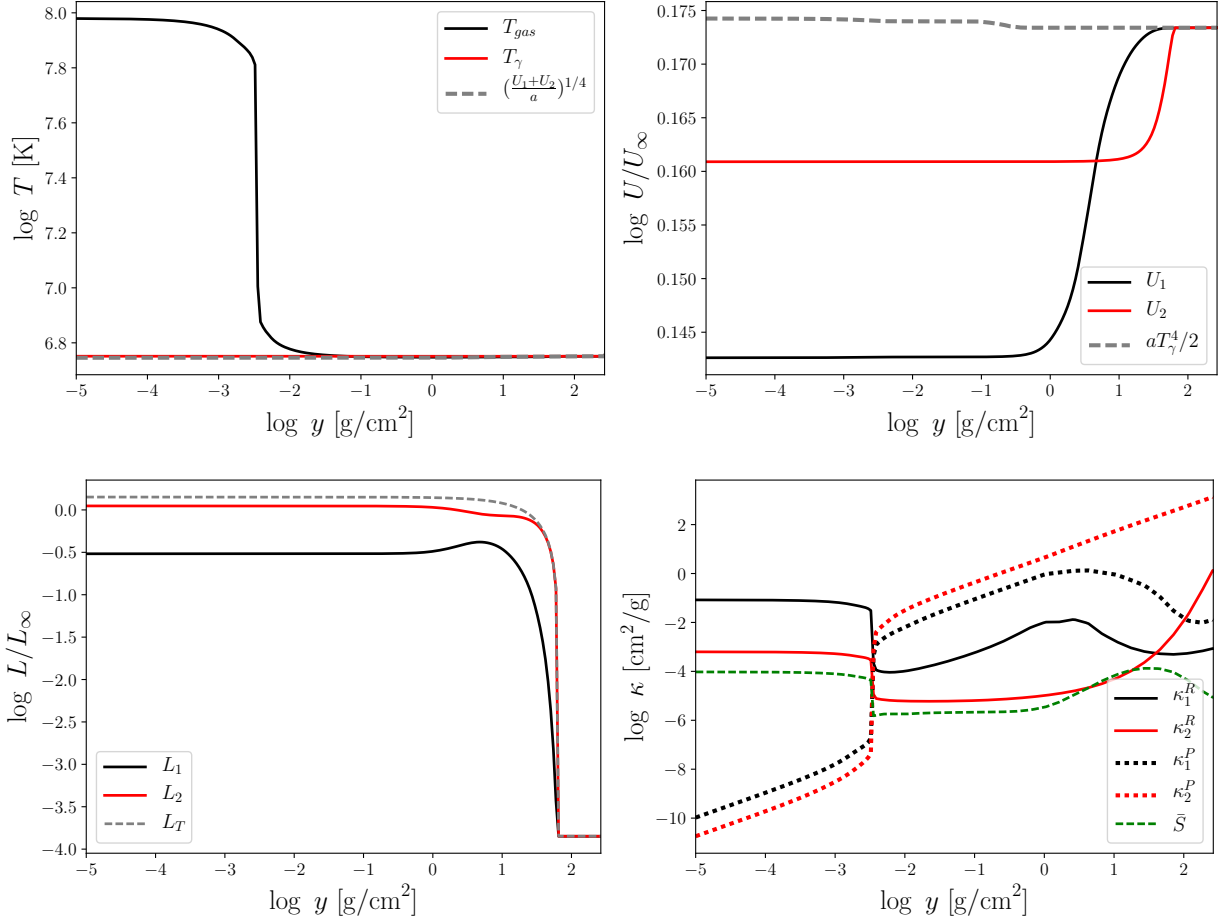 8.0
7.8
7.6
7.4
7.2
7.0
6.8
log T [K]
−5 −4 −3 −2 −1 0 1 2
log y [g/cm²]
T_gas
T_γ
((U₁+U₂)/a)^{1/4}
0.175
0.170
0.165
0.160
0.155
0.150
0.145
log U/U_∞
−5 −4 −3 −2 −1 0 1 2
log y [g/cm²]
U₁
U₂
aT_γ⁴/2
0.0
−0.5
−1.0
−1.5
−2.0
−2.5
−3.0
−3.5
−4.0
log L/L_∞
−5 −4 −3 −2 −1 0 1 2
log y [g/cm²]
L₁
L₂
L_T
2
0
−2
−4
−6
−8
−10
log κ [cm²/g]
−5 −4 −3 −2 −1 0 1 2
log y [g/cm²]
κ₁^R
κ₂^R
κ₁^P
κ₂^P
S̄